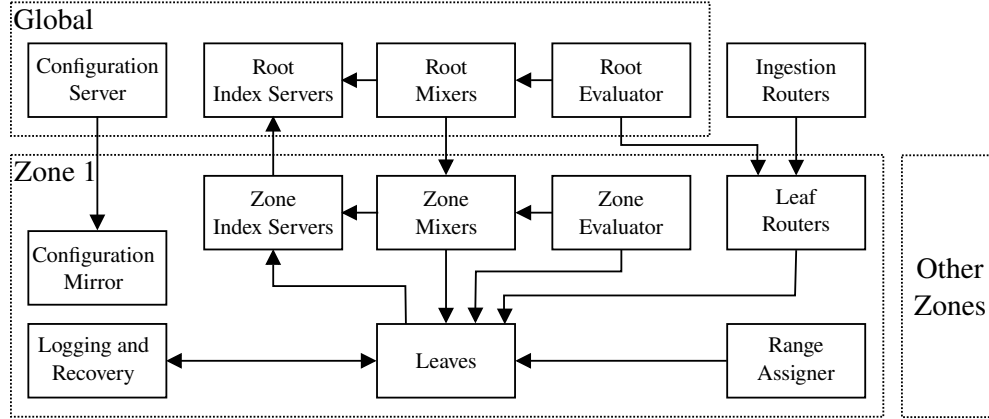 Global
Configuration
Server
Root
Index Servers
Root
Mixers
Root
Evaluator
Ingestion
Routers
Zone 1
Zone
Index Servers
Zone
Mixers
Zone
Evaluator
Leaf
Routers
Configuration
Mirror
Other
Zones
Logging and
Recovery
Leaves
Range
Assigner